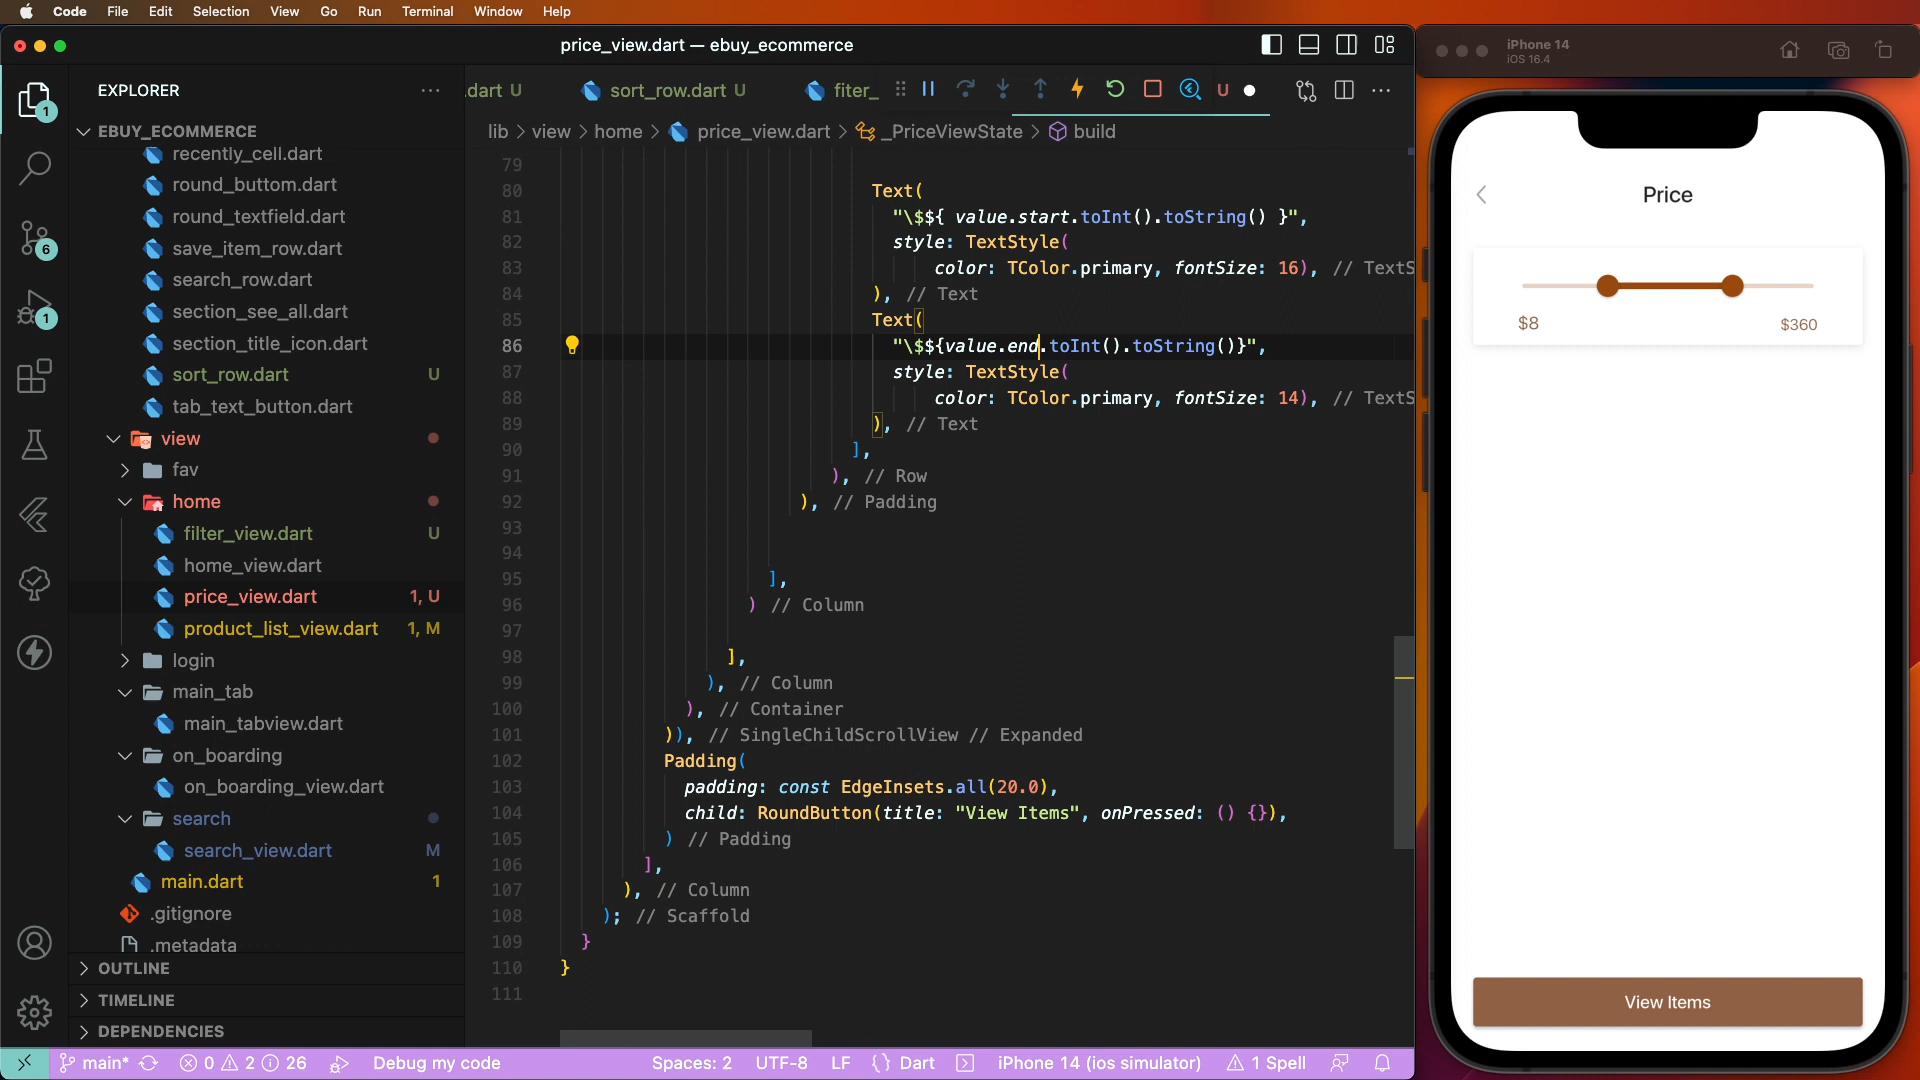 Code File Edit Selection View Go Run Terminal Window Help
price_view.dart — ebuy_ecommerce
iPhone 14
iOS 16.4
EXPLORER
.dart U
sort_row.dart U
fiter_
U
lib > view > home > price_view.dart > _PriceViewState > build
EBUY_ECOMMERCE
recently_cell.dart
round_buttom.dart
round_textfield.dart
save_item_row.dart
search_row.dart
section_see_all.dart
section_title_icon.dart
sort_row.dart U
tab_text_button.dart
view
fav
home
filter_view.dart U
home_view.dart
price_view.dart 1, U
product_list_view.dart 1, M
login
main_tab
main_tabview.dart
on_boarding
on_boarding_view.dart
search
search_view.dart M
main.dart 1
.gitignore
.metadata
OUTLINE
TIMELINE
DEPENDENCIES
1
6
1
79
80 Text(
81 "\$${ value.start.toInt().toString() }",
82 style: TextStyle(
83 color: TColor.primary, fontSize: 16), // TextS
84 ), // Text
85 Text(
86 "\$${value.end.toInt().toString()}",
87 style: TextStyle(
88 color: TColor.primary, fontSize: 14), // TextS
89 ), // Text
90 ],
91 ), // Row
92 ), // Padding
93
94
95 ],
96 ) // Column
97
98 ],
99 ), // Column
100 ), // Container
101 )), // SingleChildScrollView // Expanded
102 Padding(
103 padding: const EdgeInsets.all(20.0),
104 child: RoundButton(title: "View Items", onPressed: () {}),
105 ) // Padding
106 ],
107 ), // Column
108 ); // Scaffold
109 }
110 }
111
Price
$8 $360
View Items
main* 0 2 26 Debug my code Spaces: 2 UTF-8 LF {} Dart iPhone 14 (ios simulator) 1 Spell